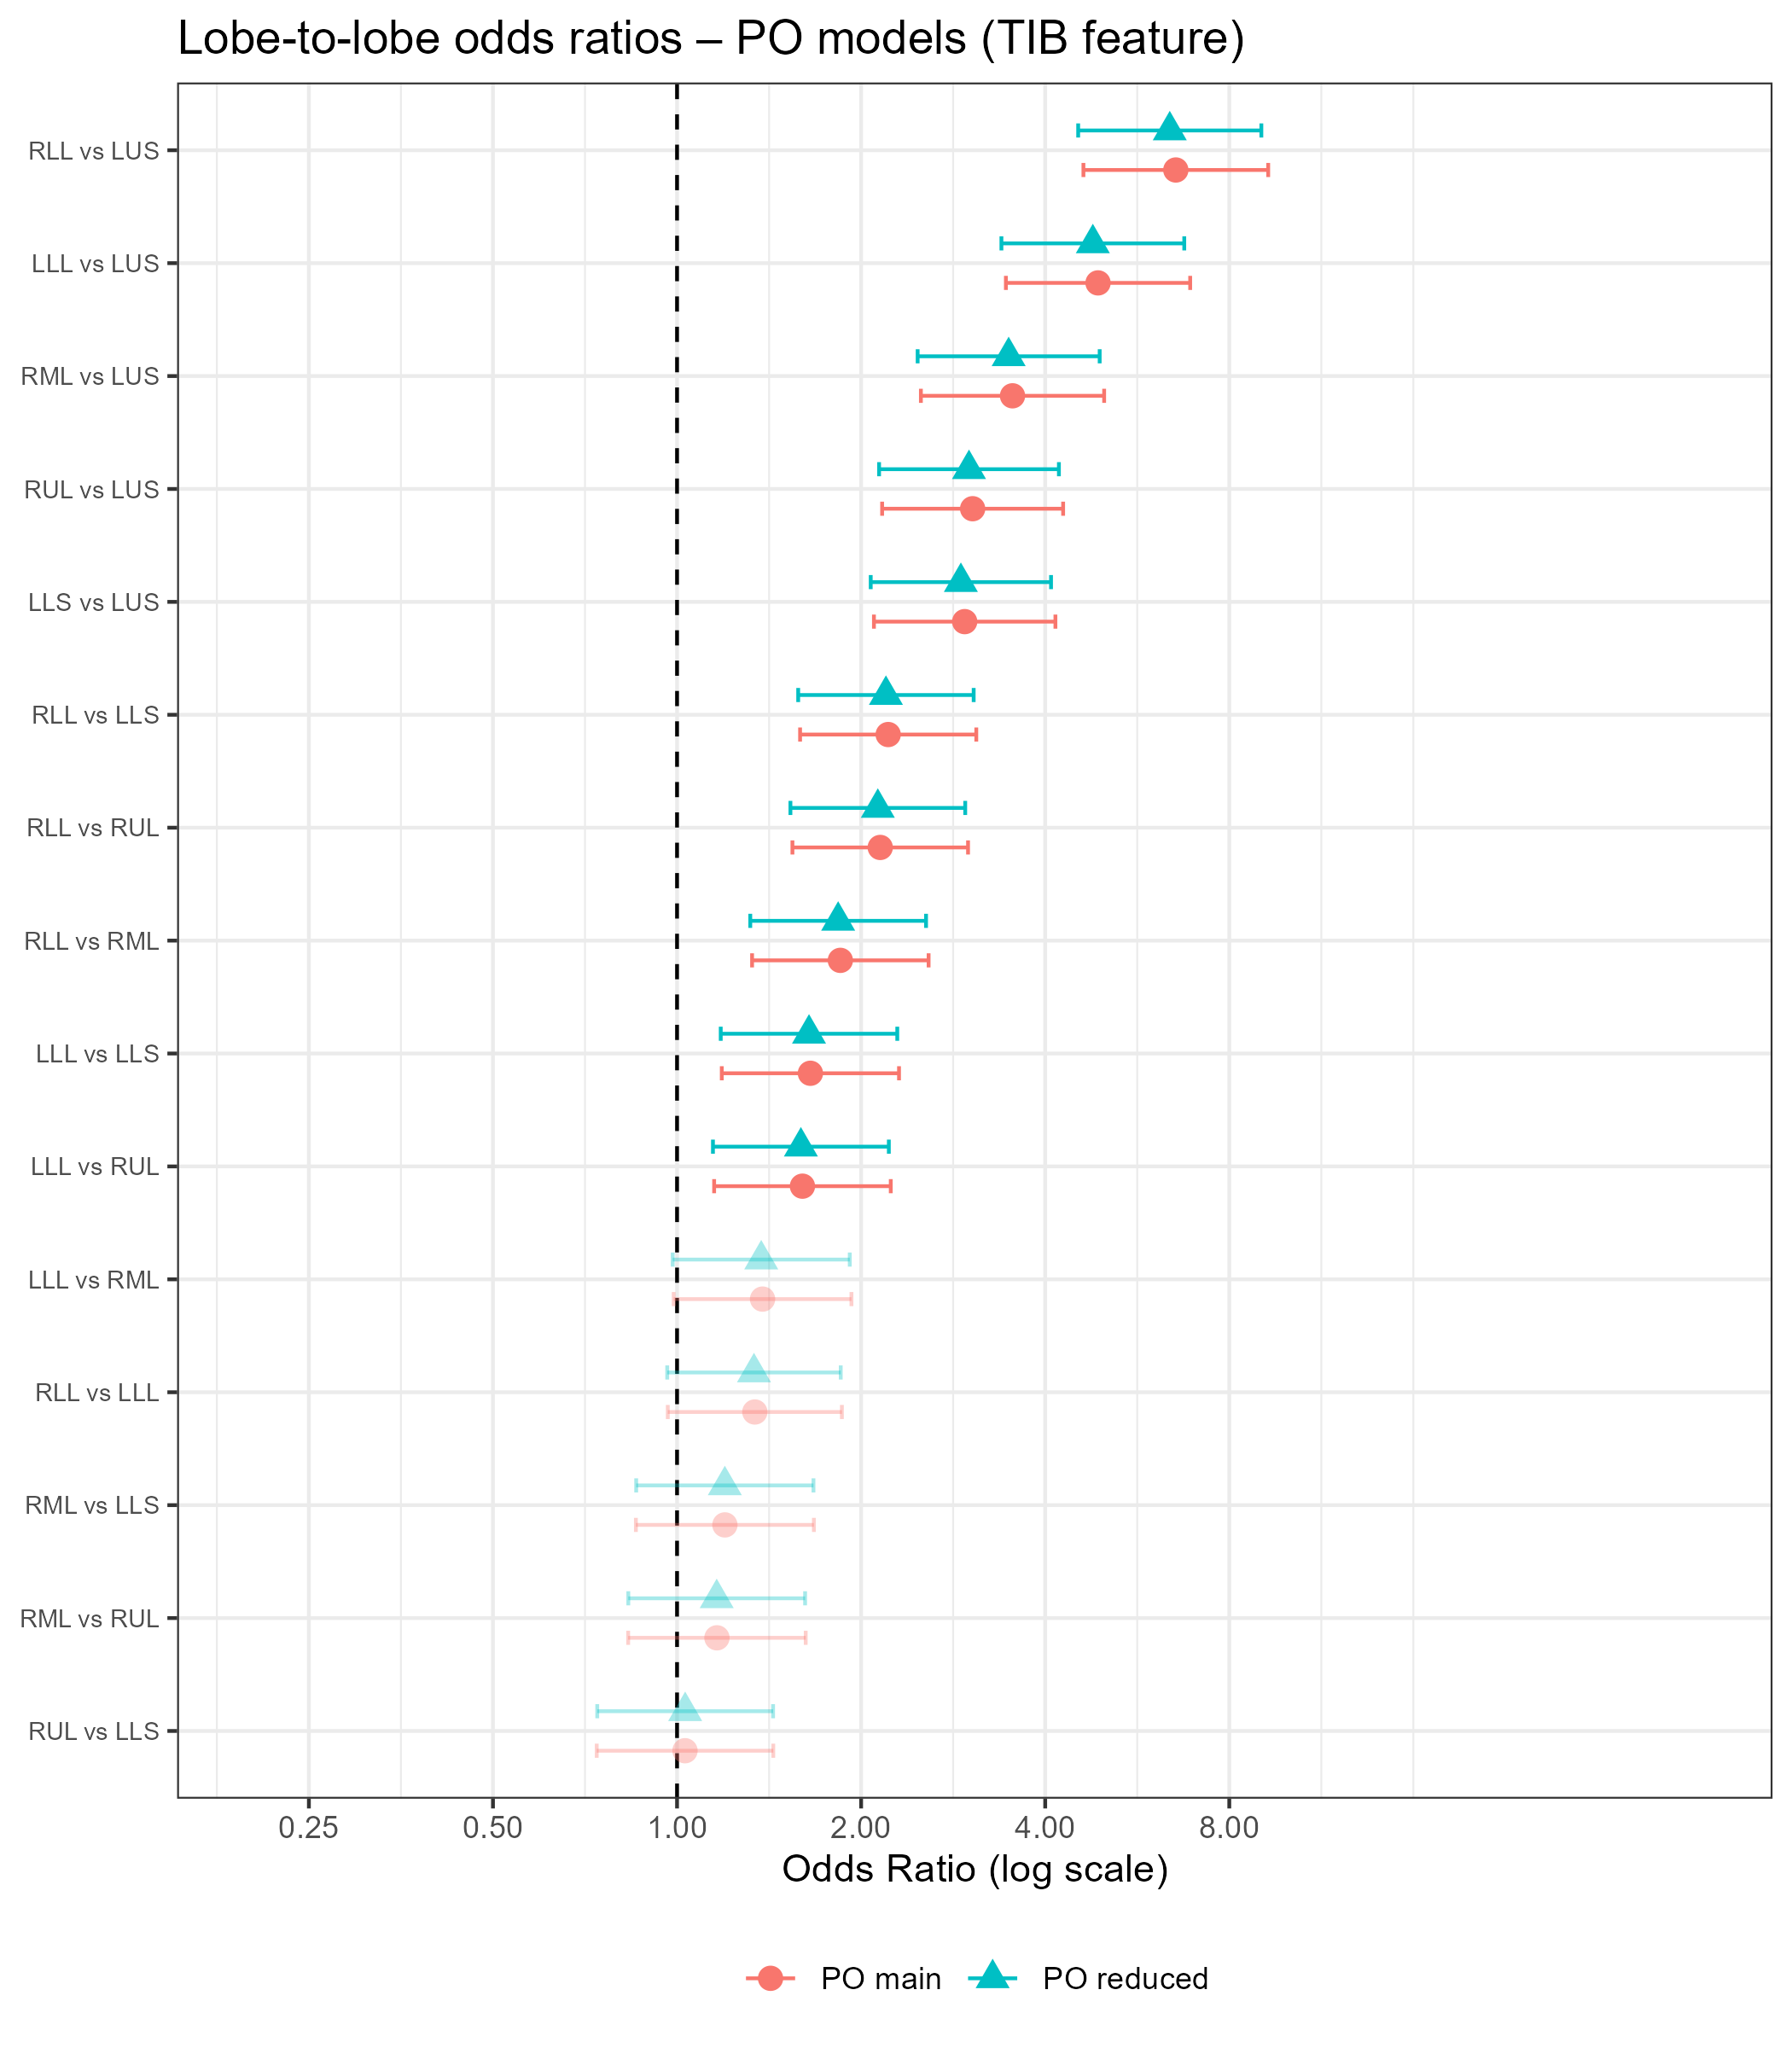 Lobe-to-lobe odds ratios – PO models (TIB feature)
RLL vs LUS
LLL vs LUS
RML vs LUS
RUL vs LUS
LLS vs LUS
RLL vs LLS
RLL vs RUL
RLL vs RML
LLL vs LLS
LLL vs RUL
LLL vs RML
RLL vs LLL
RML vs LLS
RML vs RUL
RUL vs LLS
0.25 0.50 1.00 2.00 4.00 8.00
Odds Ratio (log scale)
PO main PO reduced